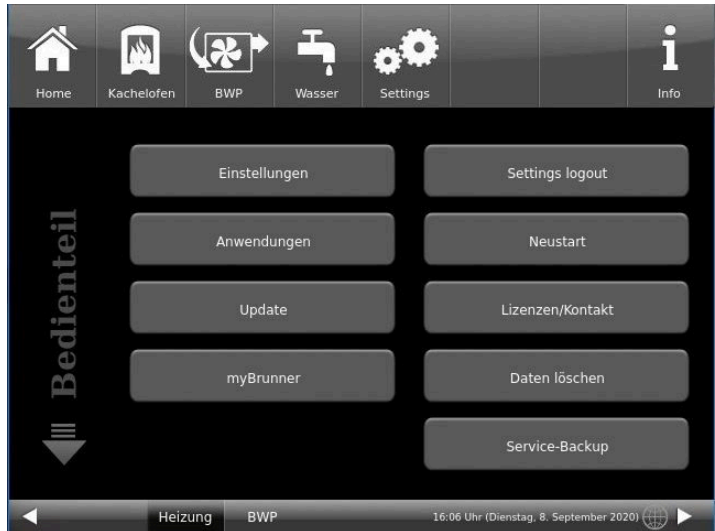 Home Kachelofen BWP Wasser Settings Info
Bedienteil
Einstellungen Settings logout
Anwendungen Neustart
Update Lizenzen/Kontakt
myBrunner Daten löschen
Service-Backup
Heizung BWP 16:06 Uhr (Dienstag, 8. September 2020)